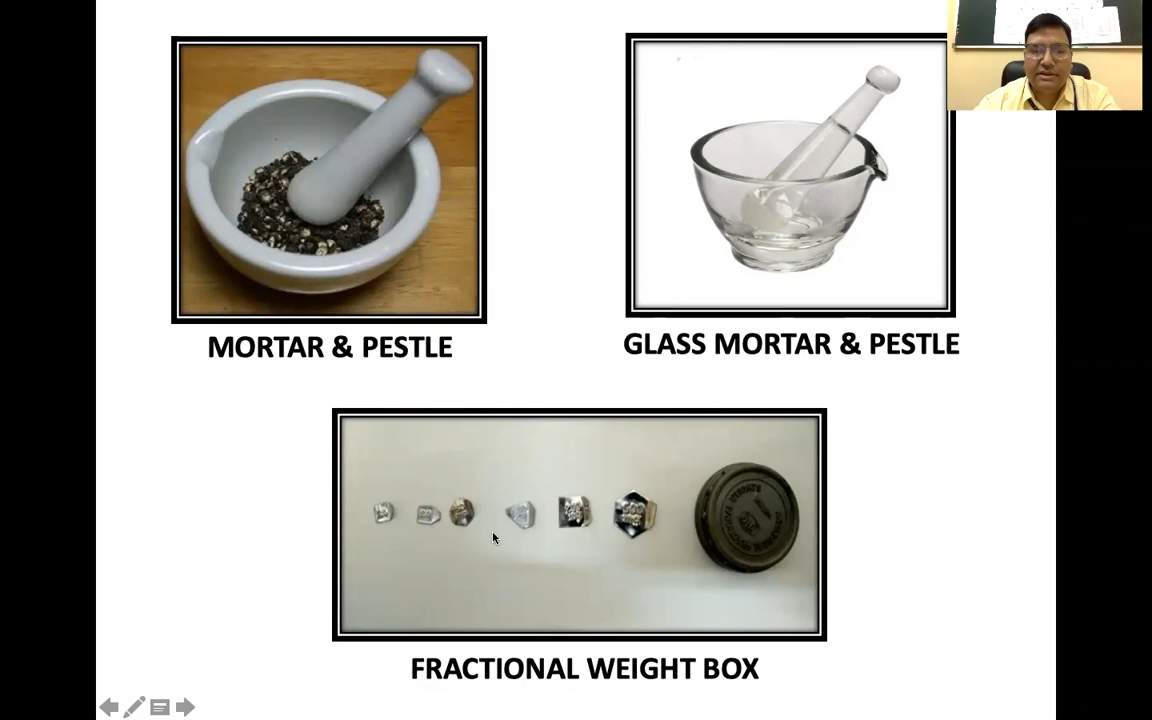 MORTAR & PESTLE
GLASS MORTAR & PESTLE
FRACTIONAL WEIGHT BOX